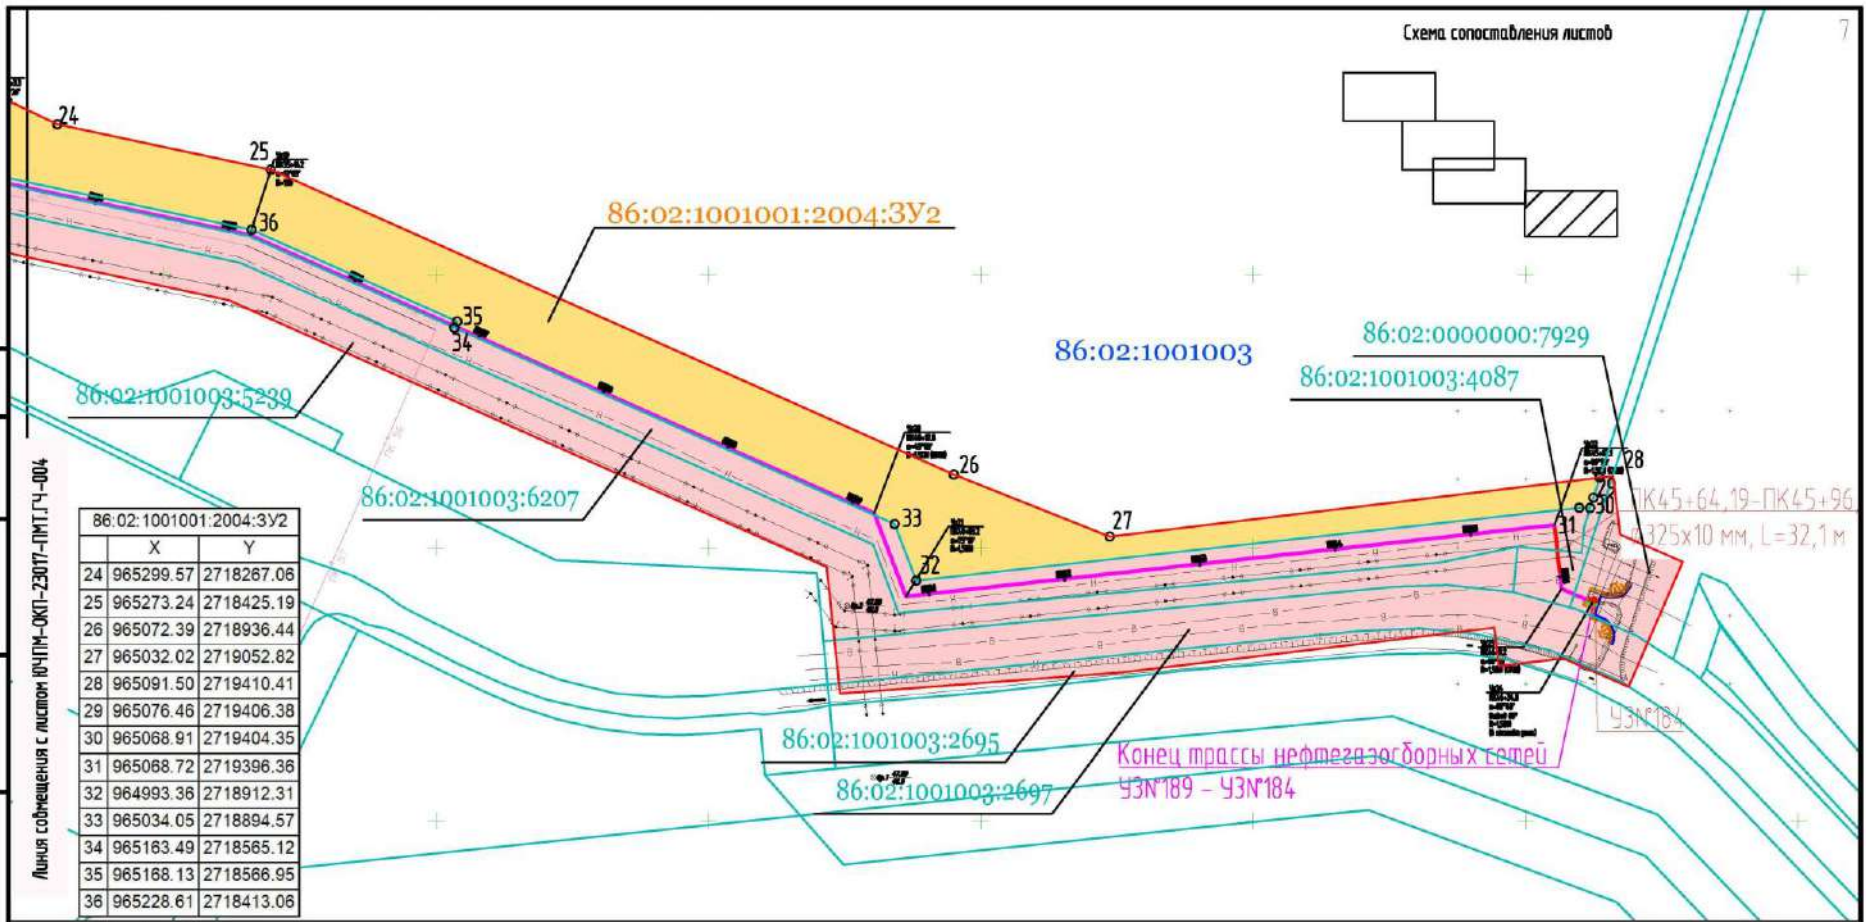 Схема сопоставления листов
7
24
25
36
86:02:1001001:2004:ЗУ2
35
34
86:02:1001003
86:02:0000000:7929
86:02:1001003:4087
86:02:1001003:5239
26
28
86:02:1001003:6207
29
ПК45+64,19-ПК45+96,
30
33
27
31
325х10 мм, L=32,1 м
32
УЗ№184
86:02:1001003:2695
86:02:1001003:2697
Конец трассы нефтегазосборных сетей
УЗ№189 - УЗ№184
Линия совмещения с листом ЮЧПМ-ОКП-23017-ПМТ.ГЧ-004
86:02:1001001:2004:ЗУ2
X Y
24 965299.57 2718267.06
25 965273.24 2718425.19
26 965072.39 2718936.44
27 965032.02 2719052.82
28 965091.50 2719410.41
29 965076.46 2719406.38
30 965068.91 2719404.35
31 965068.72 2719396.36
32 964993.36 2718912.31
33 965034.05 2718894.57
34 965163.49 2718565.12
35 965168.13 2718566.95
36 965228.61 2718413.06